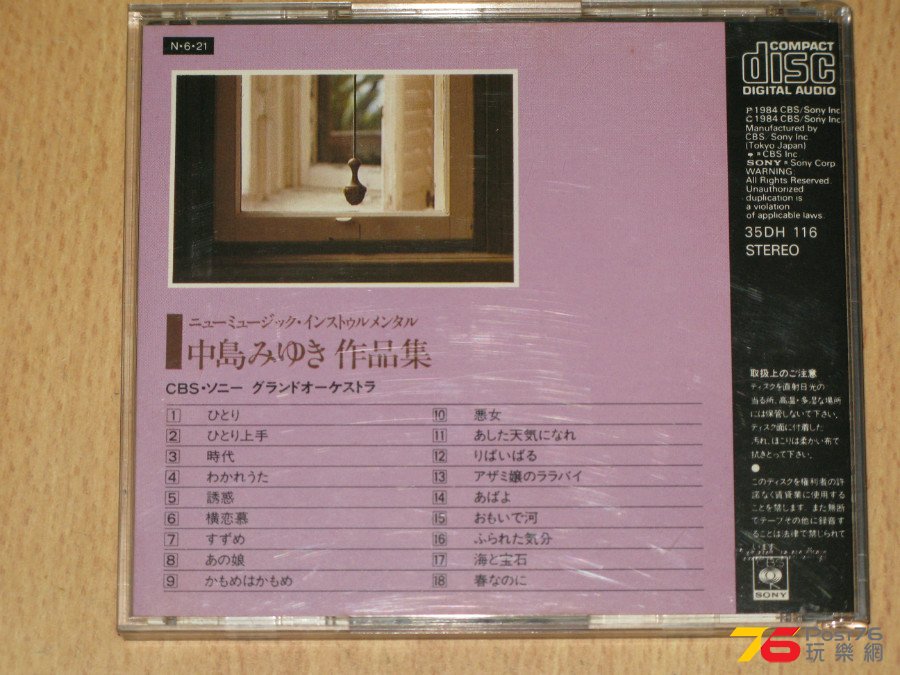 N・6・21
COMPACT
disc
DIGITAL AUDIO
P 1984 CBS/Sony Inc.
C 1984 CBS/Sony Inc.
Manufactured by
CBS/Sony Inc.
(Tokyo Japan)
CBS Inc
SONY ® Sony Corp
WARNING
All Rights Reserved
Unauthorized
duplication is
a violation
of applicable laws.
35DH 116
STEREO
ニューミュージック・インストゥルメンタル
中島みゆき 作品集
CBS・ソニー グランドオーケストラ
1 ひとり
2 ひとり上手
3 時代
4 わかれうた
5 誘惑
6 横恋慕
7 すずめ
8 あの娘
9 かもめはかもめ
10 悪女
11 あした天気になれ
12 りばいばる
13 アザミ嬢のララバイ
14 あばよ
15 おもいで河
16 ふられた気分
17 海と宝石
18 春なのに
取扱上のご注意
ディスクを直射日光の
当る所、高温・多湿な場所
には保管しないで下さい。
ディスク面に付着した
汚れ、ほこりは柔かい布で
拭きとって下さい。
このディスクを権利者の許
諾なく賃貸業に使用する
ことを禁じます。また無断
でテープその他に録音す
ることは法律で禁じられて
CBS
SONY
76 Post76
玩樂網